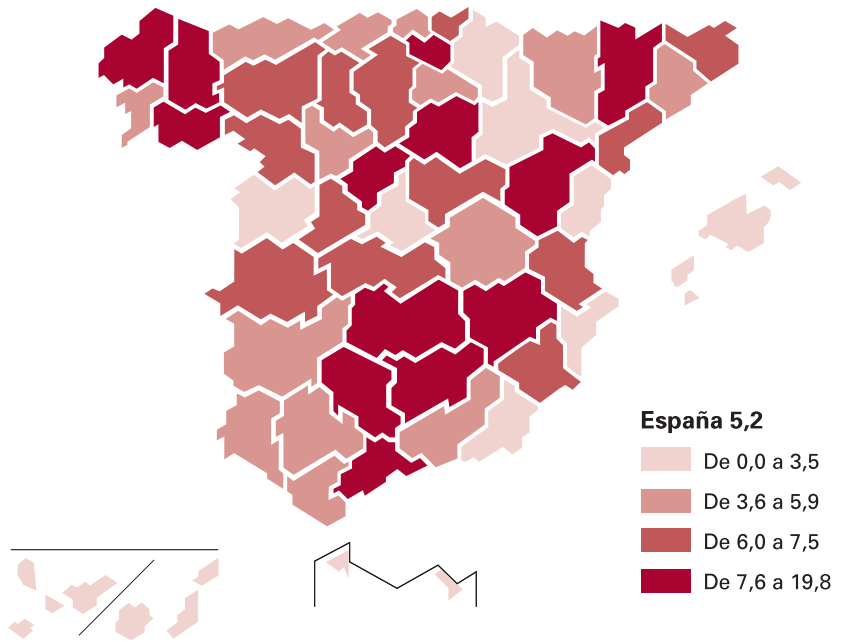 España 5,2
De 0,0 a 3,5
De 3,6 a 5,9
De 6,0 a 7,5
De 7,6 a 19,8